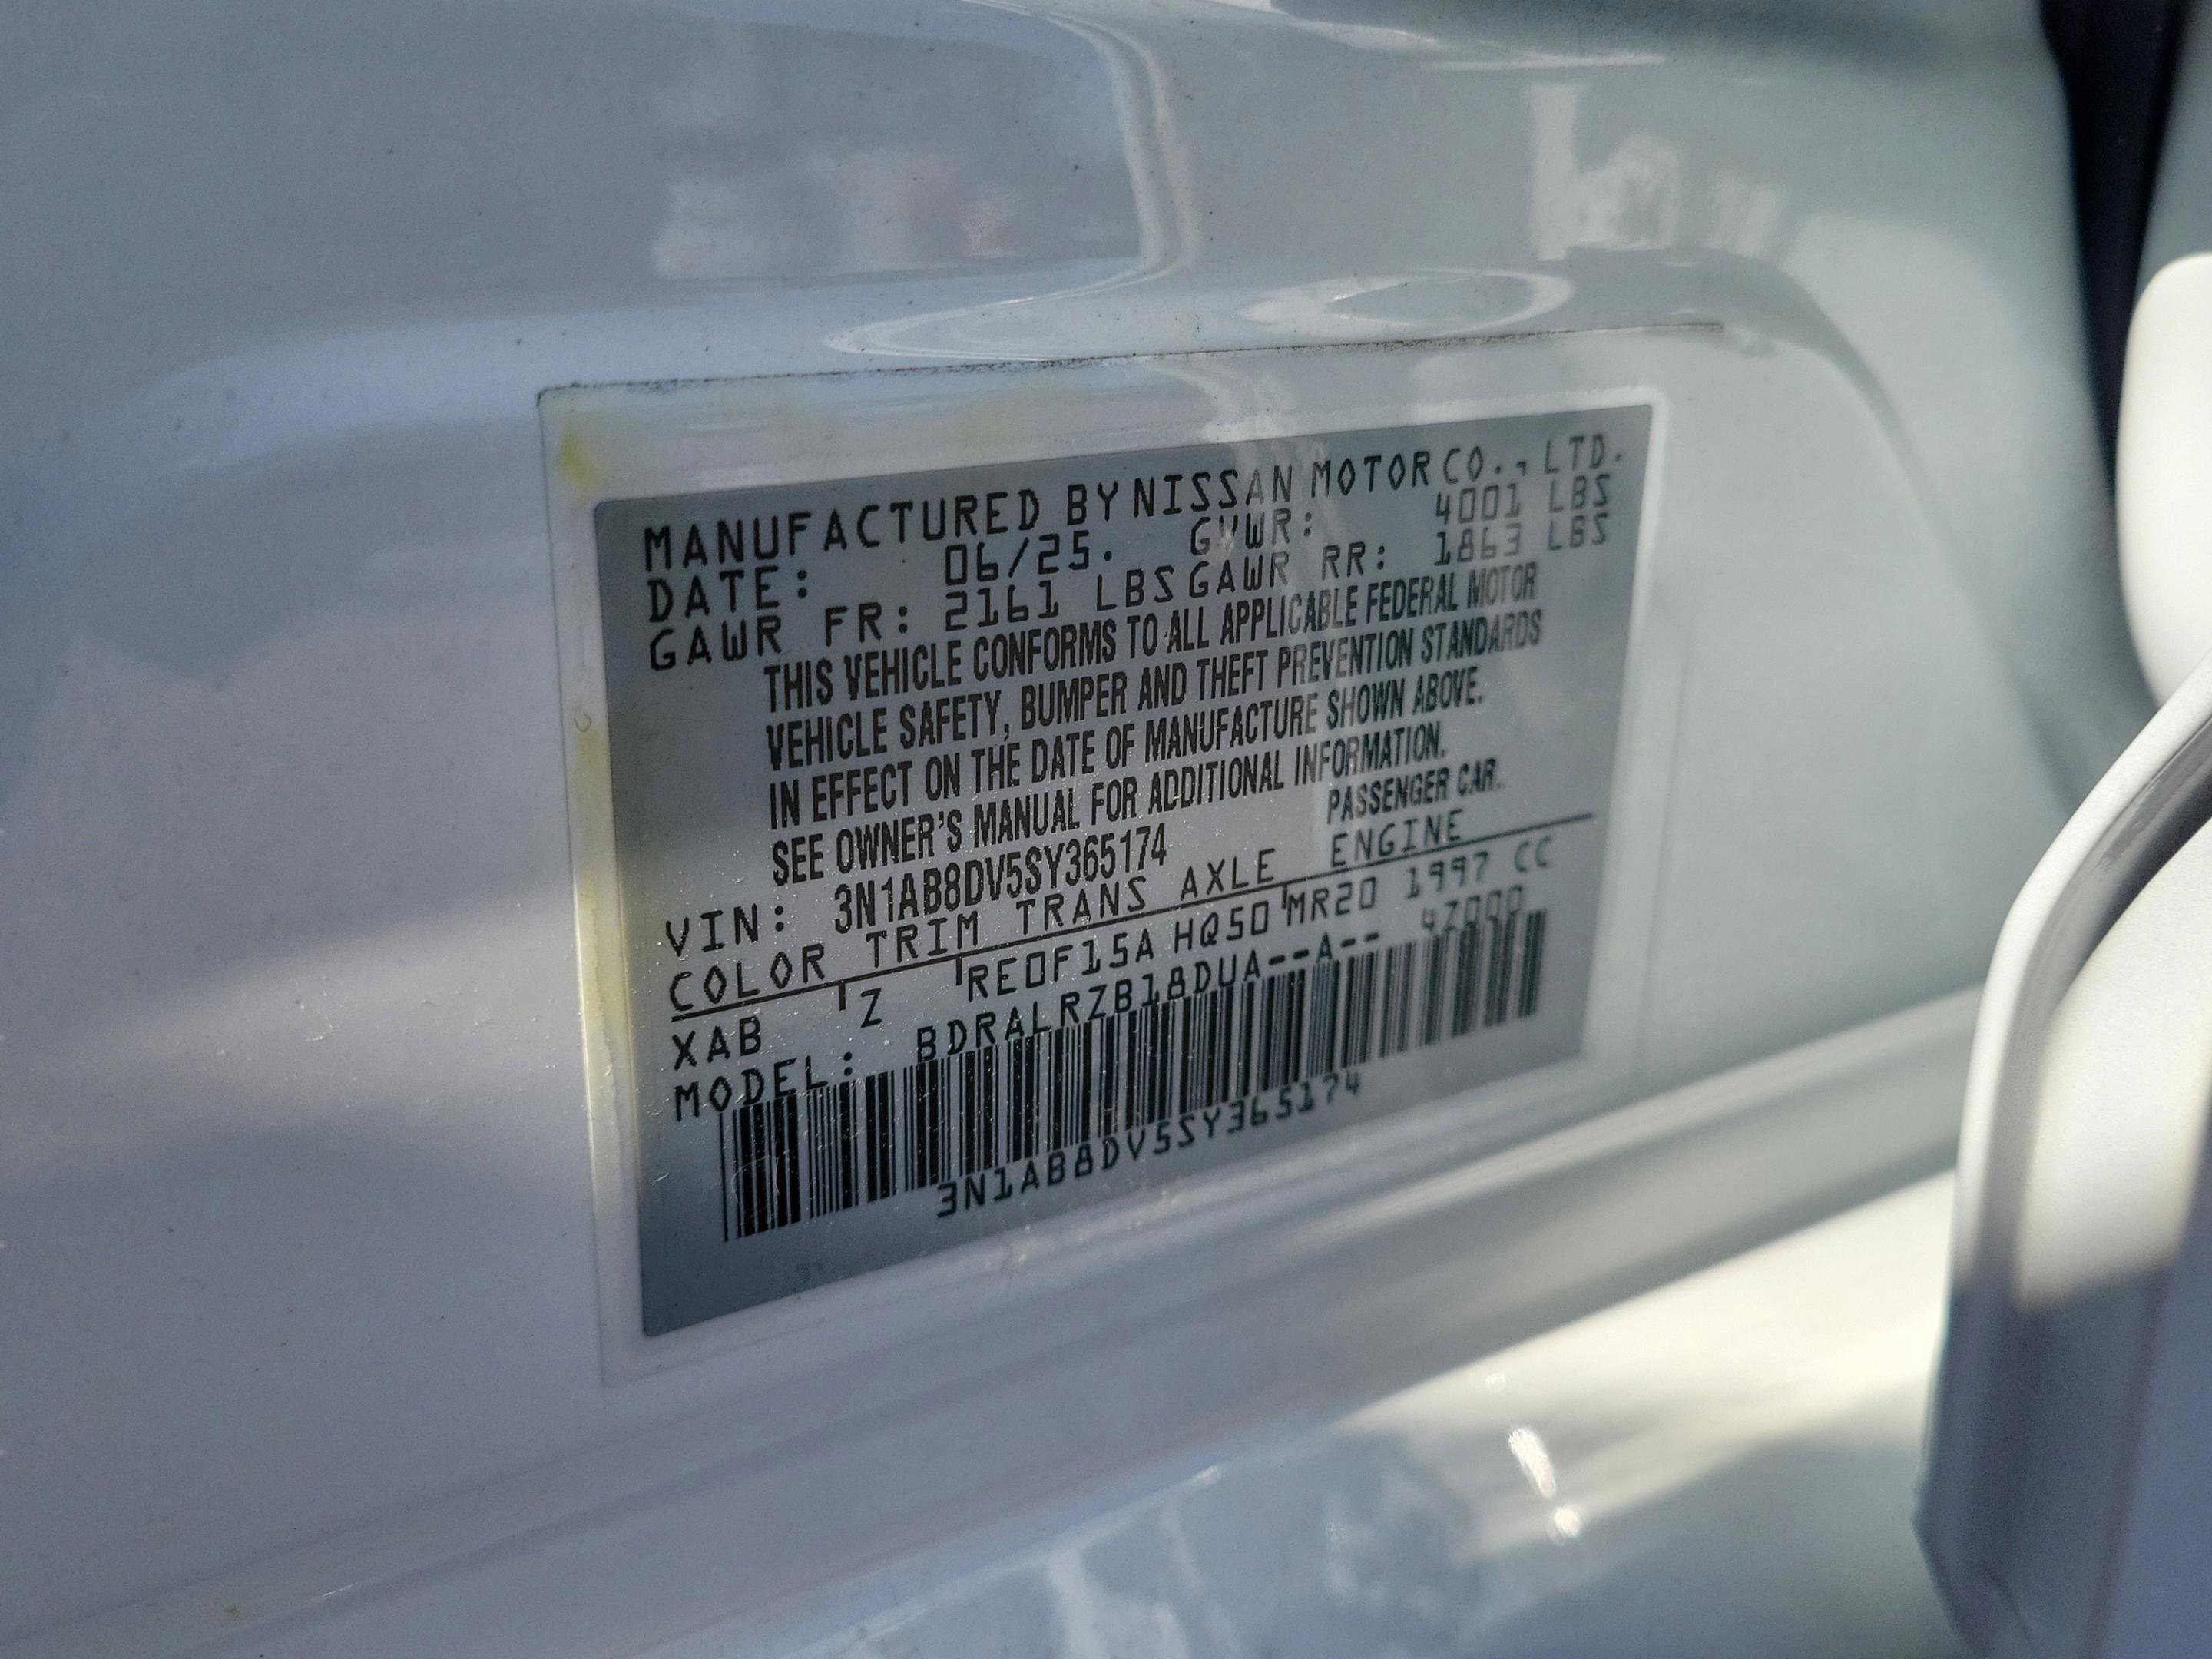 MANUFACTURED BY NISSAN MOTOR CO., LTD.
DATE: 06/25. GVWR: 4001 LBS
GAWR FR: 2161 LBS GAWR RR: 1863 LBS
THIS VEHICLE CONFORMS TO ALL APPLICABLE FEDERAL MOTOR
VEHICLE SAFETY, BUMPER AND THEFT PREVENTION STANDARDS
IN EFFECT ON THE DATE OF MANUFACTURE SHOWN ABOVE.
SEE OWNER'S MANUAL FOR ADDITIONAL INFORMATION.
VIN: 3N1AB8DV5SY365174 PASSENGER CAR.
COLOR TRIM TRANS AXLE ENGINE
XAB Z RE0F15A HQ50 MR20 1997 CC
MODEL: BDRALRZB18DUA--A-- 4Z000
3N1AB8DV5SY365174